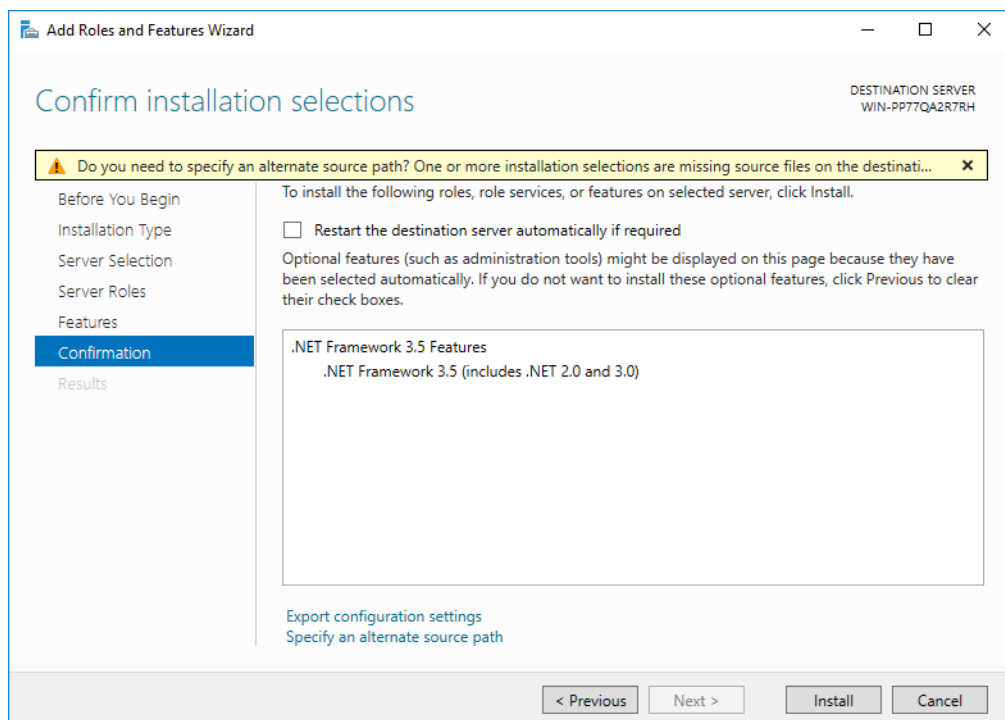 Add Roles and Features Wizard
Confirm installation selections
DESTINATION SERVER
WIN-PP77QA2R7RH
Do you need to specify an alternate source path? One or more installation selections are missing source files on the destinati...
Before You Begin
Installation Type
Server Selection
Server Roles
Features
Confirmation
Results
To install the following roles, role services, or features on selected server, click Install.
Restart the destination server automatically if required
Optional features (such as administration tools) might be displayed on this page because they have
been selected automatically. If you do not want to install these optional features, click Previous to clear
their check boxes.
.NET Framework 3.5 Features
.NET Framework 3.5 (includes .NET 2.0 and 3.0)
Export configuration settings
Specify an alternate source path
< Previous
Next >
Install
Cancel